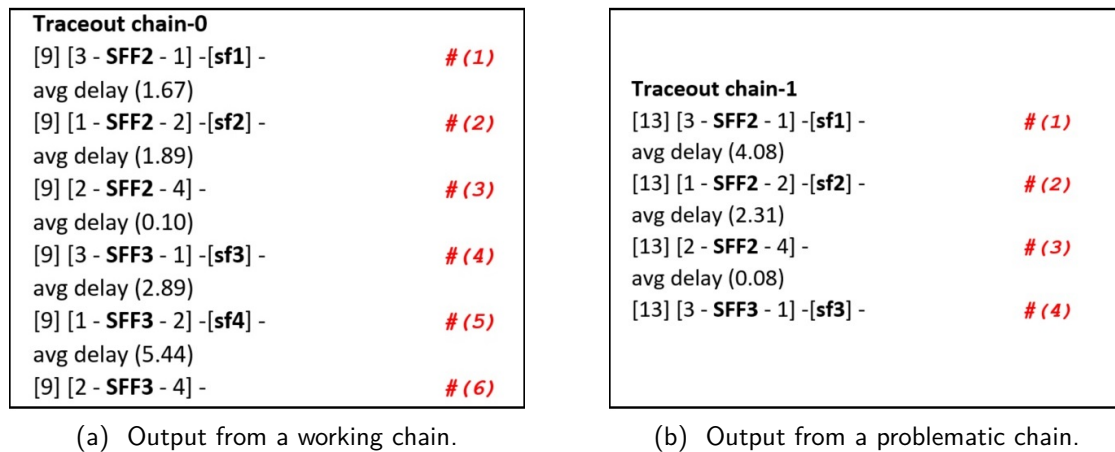 Traceout chain-0
[9] [3 - SFF2 - 1] -[sf1] - # (1)
avg delay (1.67)
[9] [1 - SFF2 - 2] -[sf2] - # (2)
avg delay (1.89)
[9] [2 - SFF2 - 4] - # (3)
avg delay (0.10)
[9] [3 - SFF3 - 1] -[sf3] - # (4)
avg delay (2.89)
[9] [1 - SFF3 - 2] -[sf4] - # (5)
avg delay (5.44)
[9] [2 - SFF3 - 4] - # (6)
(a) Output from a working chain.
Traceout chain-1
[13] [3 - SFF2 - 1] -[sf1] - # (1)
avg delay (4.08)
[13] [1 - SFF2 - 2] -[sf2] - # (2)
avg delay (2.31)
[13] [2 - SFF2 - 4] - # (3)
avg delay (0.08)
[13] [3 - SFF3 - 1] -[sf3] - # (4)
(b) Output from a problematic chain.